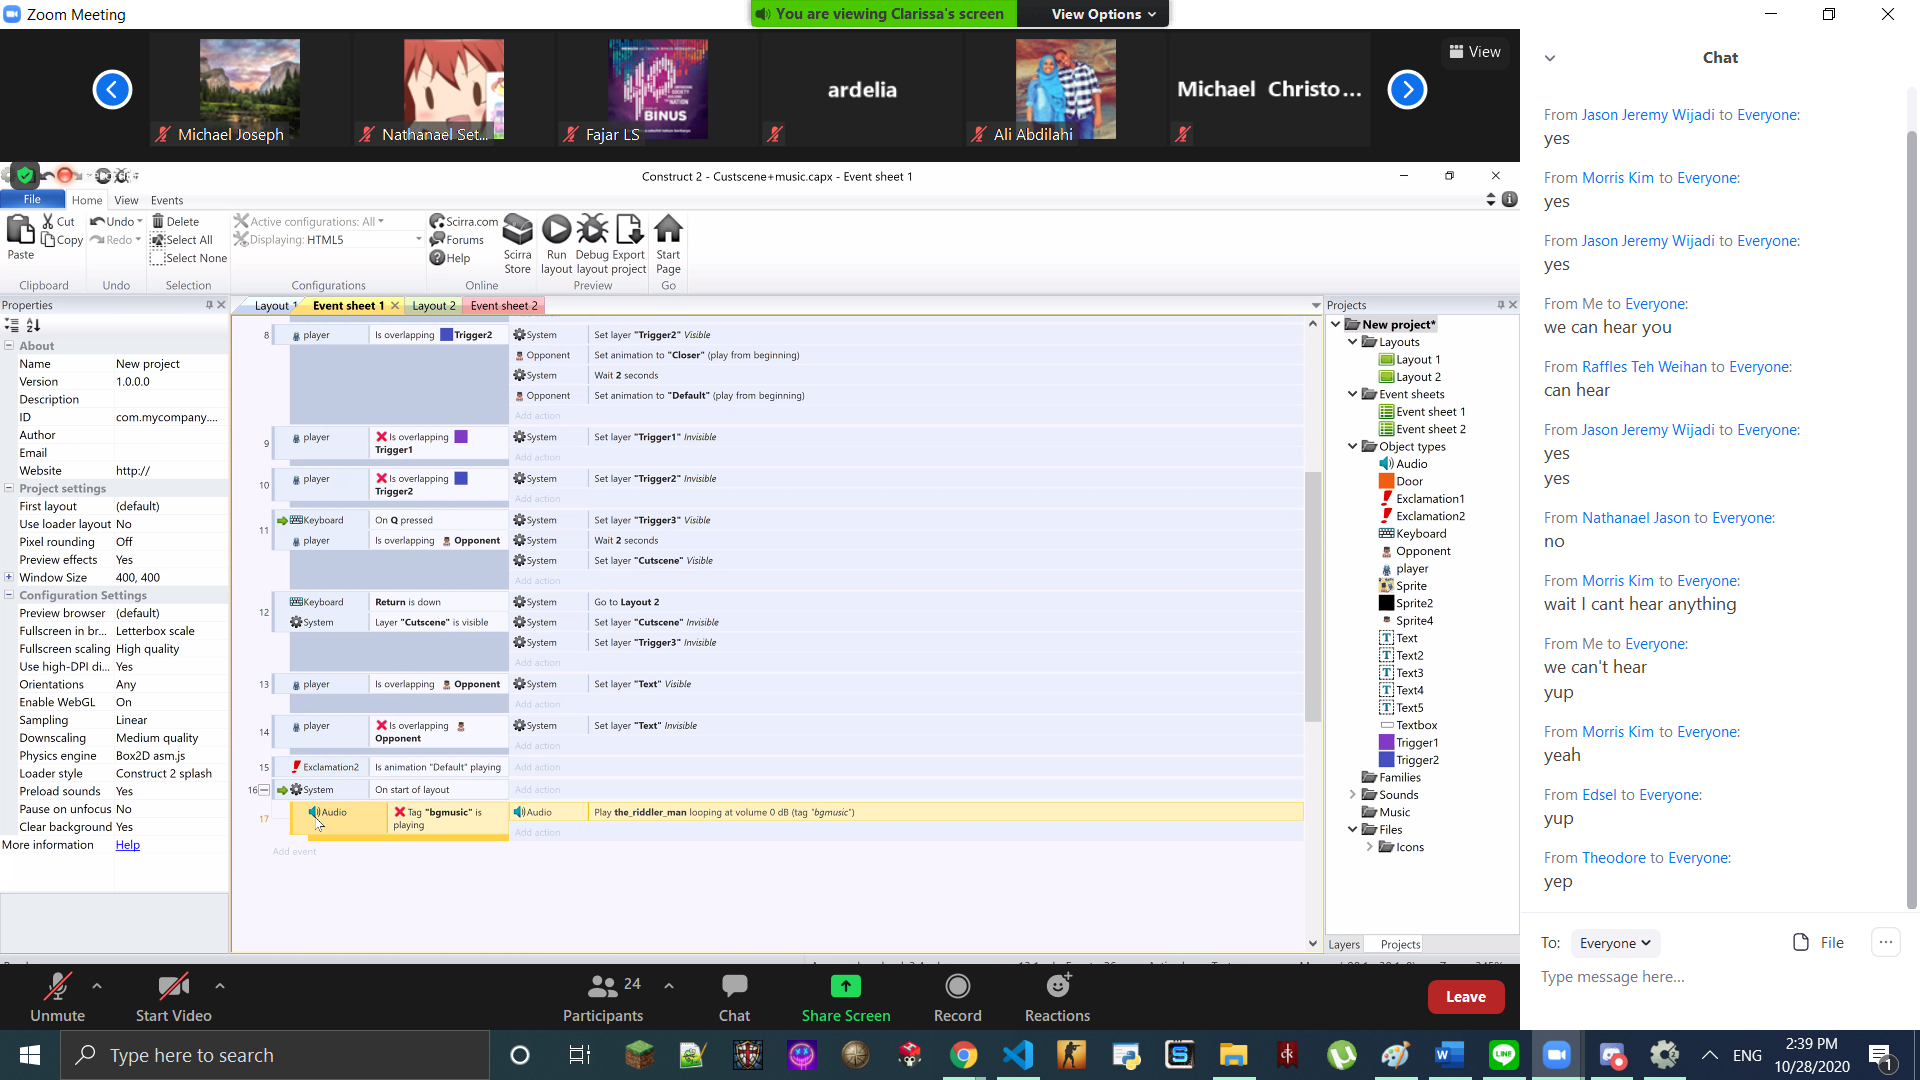 Zoom Meeting
You are viewing Clarissa's screen
View Options
View
Michael Joseph
Nathanael Set...
BINUS
Fajar LS
ardelia
Ali Abdilahi
Michael Christo...
Construct 2 - Custscene+music.capx - Event sheet 1
File Home View Events
Paste
Cut
Copy
Clipboard
Undo
Redo
Undo
Delete
Select All
Select None
Selection
Active configurations: All
Displaying: HTML5
Configurations
Scirra.com
Forums
Help
Scirra Store
Online
Run layout
Debug layout
Export project
Preview
Start Page
Go
Properties
About
Name New project
Version 1.0.0.0
Description
ID com.mycompany....
Author
Email
Website http://
Project settings
First layout (default)
Use loader layout No
Pixel rounding Off
Preview effects Yes
Window Size 400, 400
Configuration Settings
Preview browser (default)
Fullscreen in br... Letterbox scale
Fullscreen scaling High quality
Use high-DPI di... Yes
Orientations Any
Enable WebGL On
Sampling Linear
Downscaling Medium quality
Physics engine Box2D asm.js
Loader style Construct 2 splash
Preload sounds Yes
Pause on unfocus No
Clear background Yes
More information Help
Layout 1 Event sheet 1 Layout 2 Event sheet 2
8 player Is overlapping Trigger2 System Set layer "Trigger2" Visible
Opponent Set animation to "Closer" (play from beginning)
System Wait 2 seconds
Opponent Set animation to "Default" (play from beginning)
Add action
9 player Is overlapping Trigger1 System Set layer "Trigger1" Invisible
Add action
10 player Is overlapping Trigger2 System Set layer "Trigger2" Invisible
Add action
11 Keyboard On Q pressed System Set layer "Trigger3" Visible
player Is overlapping Opponent System Wait 2 seconds
System Set layer "Cutscene" Visible
Add action
12 Keyboard Return is down System Go to Layout 2
System Layer "Cutscene" is visible System Set layer "Cutscene" Invisible
System Set layer "Trigger3" Invisible
Add action
13 player Is overlapping Opponent System Set layer "Text" Visible
Add action
14 player Is overlapping Opponent System Set layer "Text" Invisible
Add action
15 Exclamation2 Is animation "Default" playing Add action
16 System On start of layout Add action
17 Audio Tag "bgmusic" is playing Audio Play the_riddler_man looping at volume 0 dB (tag "bgmusic")
Add action
Add event
Projects
New project*
Layouts
Layout 1
Layout 2
Event sheets
Event sheet 1
Event sheet 2
Object types
Audio
Door
Exclamation1
Exclamation2
Keyboard
Opponent
player
Sprite
Sprite2
Sprite4
Text
Text2
Text3
Text4
Text5
Textbox
Trigger1
Trigger2
Families
Sounds
Music
Files
Icons
Layers Projects
Chat
From Jason Jeremy Wijadi to Everyone:
yes
From Morris Kim to Everyone:
yes
From Jason Jeremy Wijadi to Everyone:
yes
From Me to Everyone:
we can hear you
From Raffles Teh Weihan to Everyone:
can hear
From Jason Jeremy Wijadi to Everyone:
yes
yes
From Nathanael Jason to Everyone:
no
From Morris Kim to Everyone:
wait I cant hear anything
From Me to Everyone:
we can't hear
yup
From Morris Kim to Everyone:
yeah
From Edsel to Everyone:
yup
From Theodore to Everyone:
yep
To: Everyone File
Type message here...
Unmute
Start Video
Participants 24
Chat
Share Screen
Record
Reactions
Leave
Type here to search
ENG
2:39 PM
10/28/2020
1